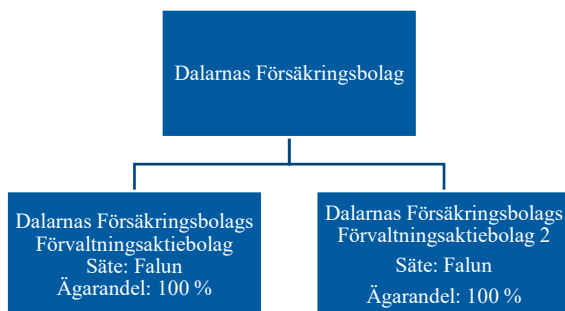 Dalarnas Försäkringsbolag
Dalarnas Försäkringsbolags
Förvaltningsaktiebolag
Säte: Falun
Ägarandel: 100 %
Dalarnas Försäkringsbolags
Förvaltningsaktiebolag 2
Säte: Falun
Ägarandel: 100 %